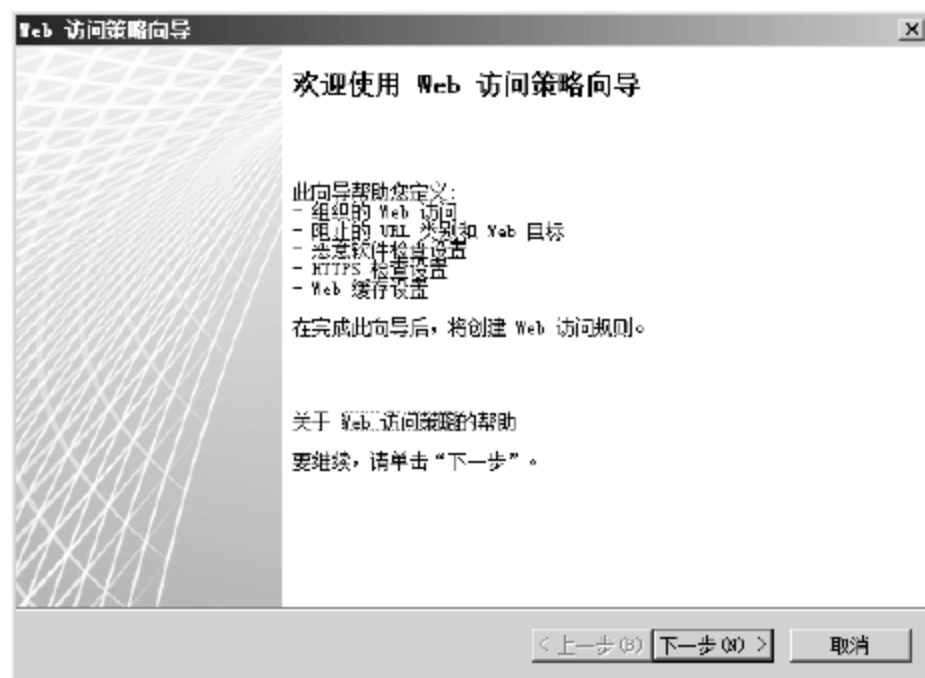 Web 访问策略向导
欢迎使用 Web 访问策略向导
此向导帮助您定义:
- 组织的 Web 访问
- 阻止的 URL 类别和 Web 目标
- 恶意软件检查设置
- HTTPS 检查设置
- Web 缓存设置
在完成此向导后，将创建 Web 访问规则。
关于 Web 访问策略的帮助
要继续，请单击“下一步”。
< 上一步(B) 下一步(N) > 取消